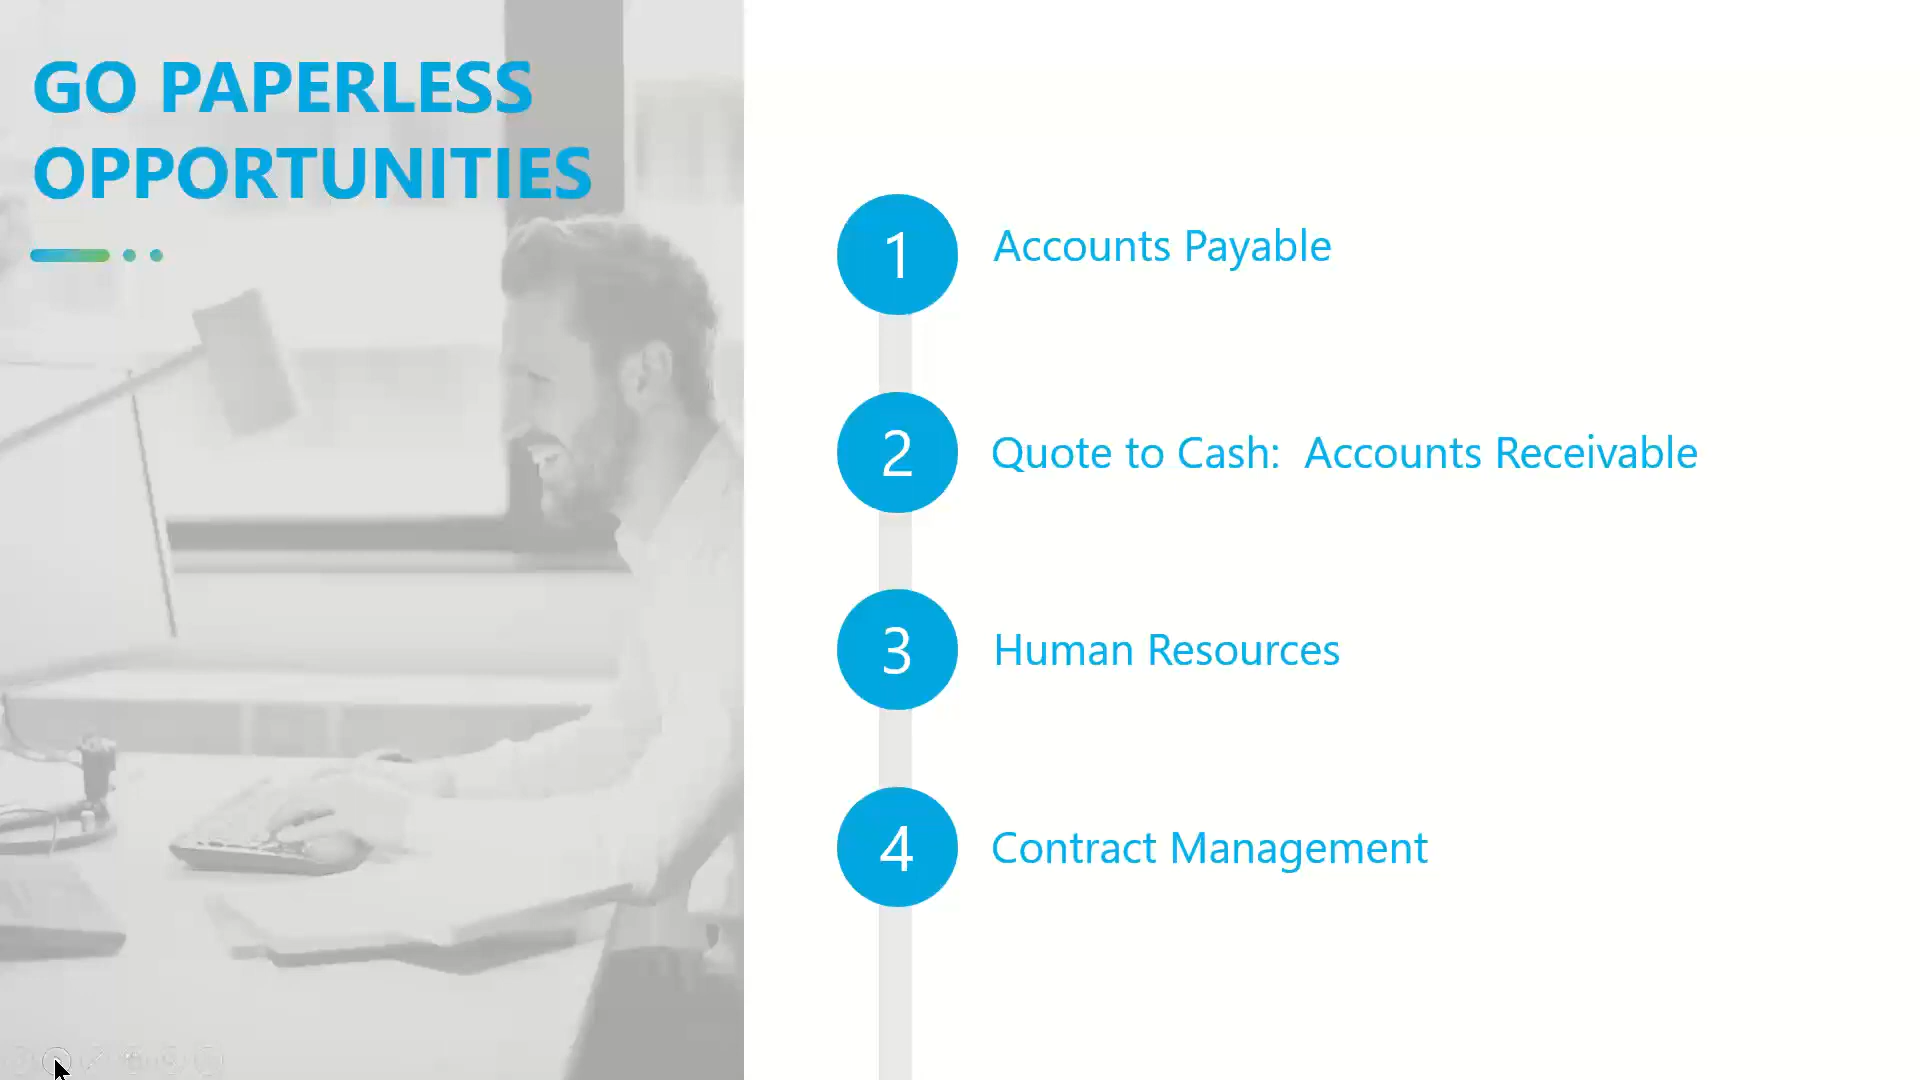 GO PAPERLESS
OPPORTUNITIES
1 Accounts Payable
2 Quote to Cash:  Accounts Receivable
3 Human Resources
4 Contract Management